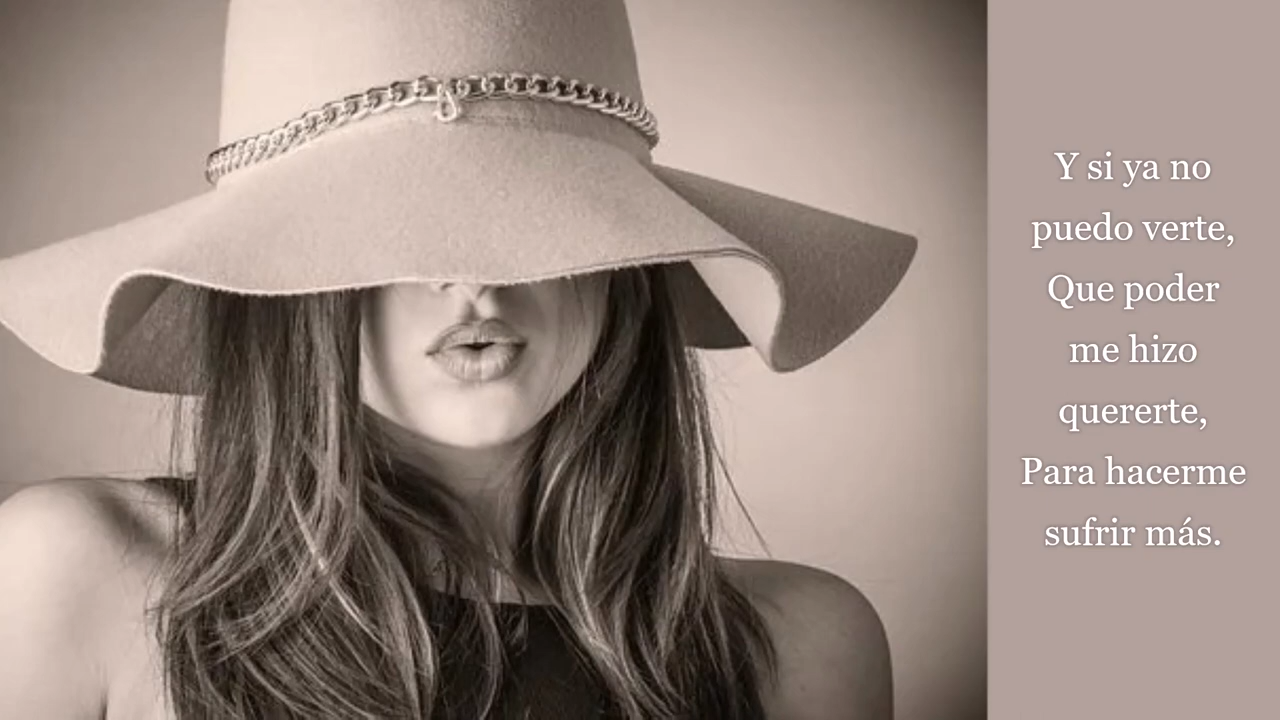 Y si ya no
puedo verte,
Que poder
me hizo
quererte,
Para hacerme
sufrir más.